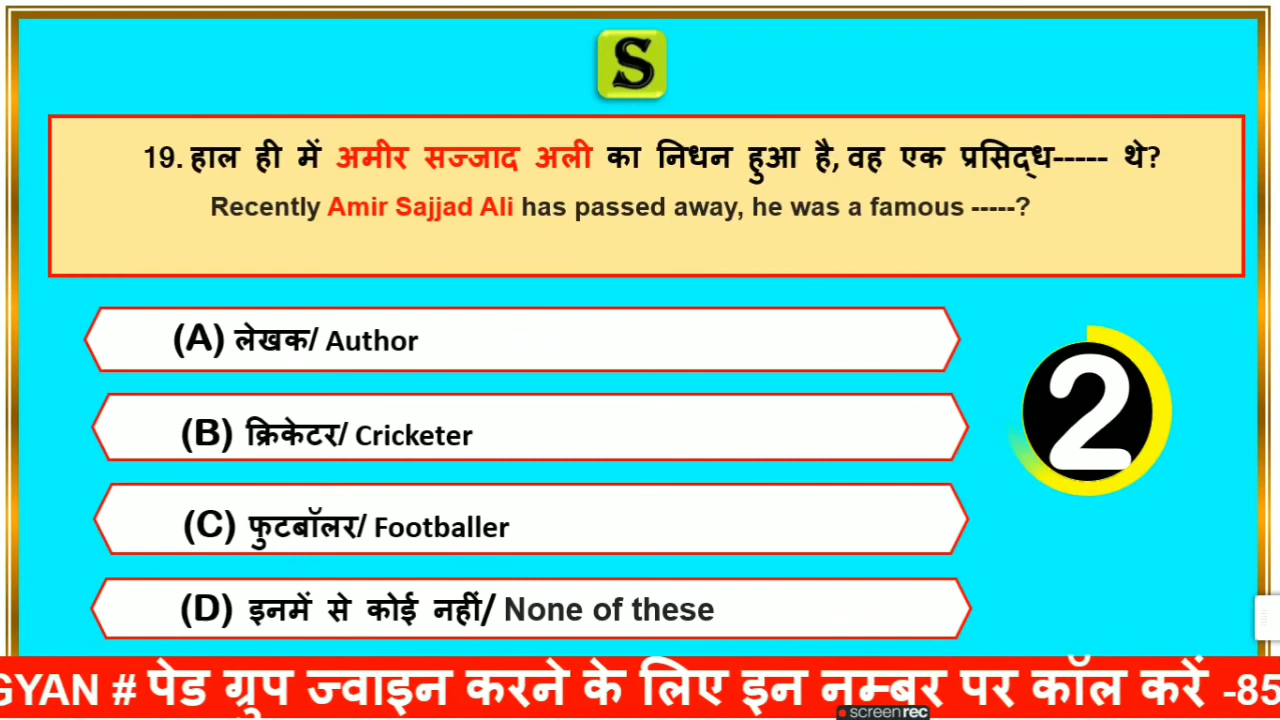 S
19. हाल ही में अमीर सज्जाद अली का निधन हुआ है, वह एक प्रसिद्ध----- थे?
Recently Amir Sajjad Ali has passed away, he was a famous -----?
(A) लेखक/ Author
(B) क्रिकेटर/ Cricketer
2
(C) फुटबॉलर/ Footballer
(D) इनमें से कोई नहीं/ None of these
GYAN # पेड ग्रुप ज्वाइन करने के लिए इन नम्बर पर कॉल करें -85
screenrec